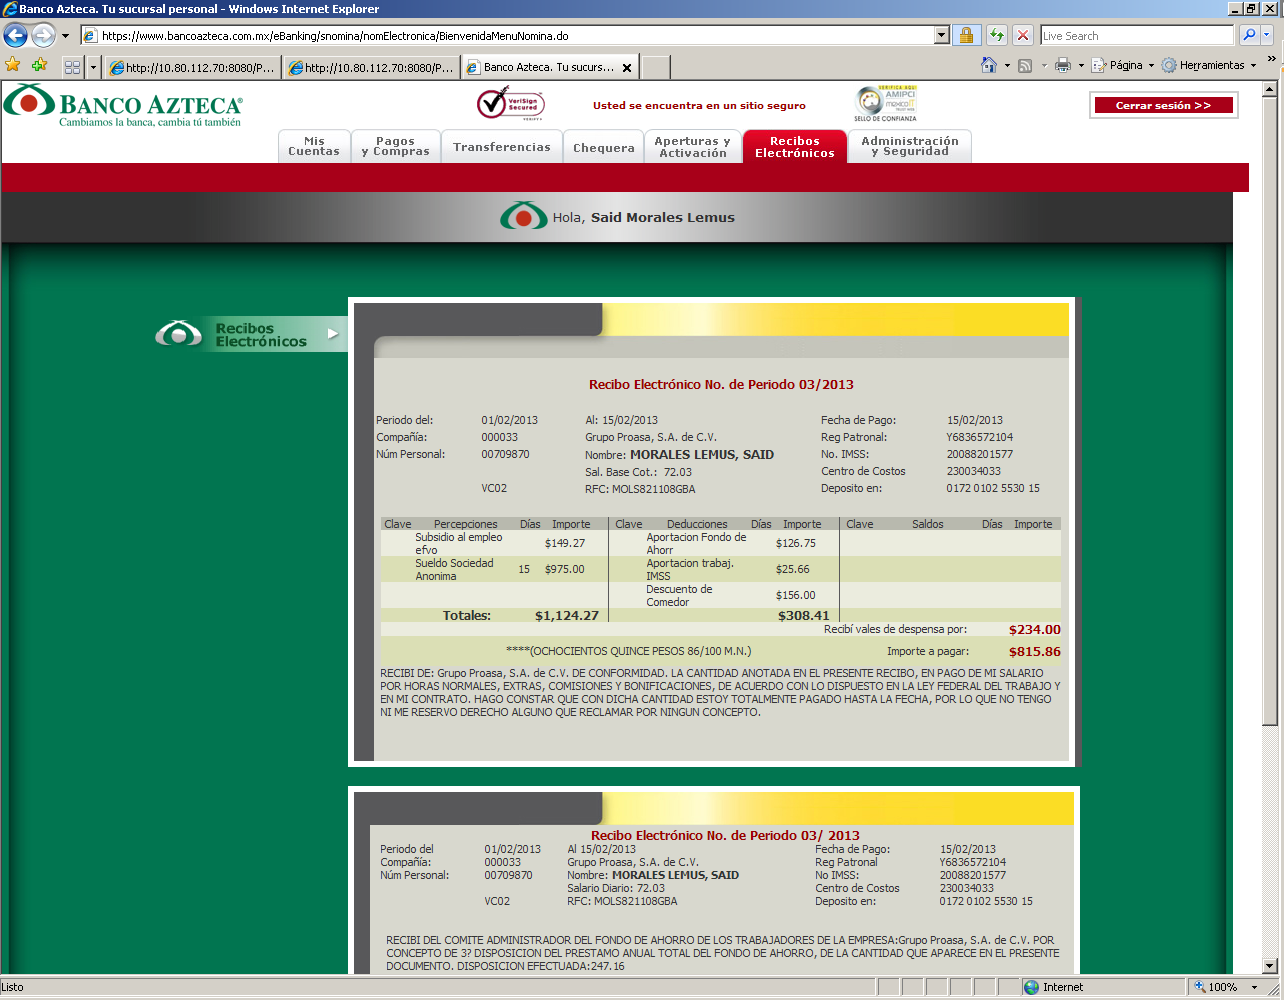 Banco Azteca. Tu sucursal personal - Windows Internet Explorer
https://www.bancoazteca.com.mx/eBanking/snomina/nomElectronica/BienvenidaMenuNomina.do
Live Search
http://10.80.112.70:8080/P...
http://10.80.112.70:8080/P...
Banco Azteca. Tu sucurs...
Página
Herramientas
BANCO AZTECA
Cambiamos la banca, cambia tú también
VeriSign
Secured
VERIFY
Usted se encuentra en un sitio seguro
VERIFICA AQUI
AMIPCI
SELLO DE CONFIANZA
Cerrar sesión >>
Mis
Cuentas
Pagos
y Compras
Transferencias
Chequera
Aperturas y
Activación
Recibos
Electrónicos
Administración
y Seguridad
Hola, Said Morales Lemus
Recibos
Electrónicos
Recibo Electrónico No. de Periodo 03/2013
Periodo del: 01/02/2013 Al: 15/02/2013 Fecha de Pago: 15/02/2013
Compañía: 000033 Grupo Proasa, S.A. de C.V. Reg Patronal: Y6836572104
Núm Personal: 00709870 Nombre: MORALES LEMUS, SAID No. IMSS: 20088201577
Sal. Base Cot.: 72.03 Centro de Costos 230034033
VC02 RFC: MOLS821108GBA Deposito en: 0172 0102 5530 15
Clave Percepciones Días Importe Clave Deducciones Días Importe Clave Saldos Días Importe
Subsidio al empleo
efvo $149.27
Aportacion Fondo de
Ahorr $126.75
Sueldo Sociedad
Anonima 15 $975.00
Aportacion trabaj.
IMSS $25.66
Descuento de
Comedor $156.00
Totales: $1,124.27 $308.41
Recibí vales de despensa por: $234.00
****(OCHOCIENTOS QUINCE PESOS 86/100 M.N.) Importe a pagar: $815.86
RECIBI DE: Grupo Proasa, S.A. de C.V. DE CONFORMIDAD. LA CANTIDAD ANOTADA EN EL PRESENTE RECIBO, EN PAGO DE MI SALARIO
POR HORAS NORMALES, EXTRAS, COMISIONES Y BONIFICACIONES, DE ACUERDO CON LO DISPUESTO EN LA LEY FEDERAL DEL TRABAJO Y
EN MI CONTRATO. HAGO CONSTAR QUE CON DICHA CANTIDAD ESTOY TOTALMENTE PAGADO HASTA LA FECHA, POR LO QUE NO TENGO
NI ME RESERVO DERECHO ALGUNO QUE RECLAMAR POR NINGUN CONCEPTO.
Recibo Electrónico No. de Periodo 03/ 2013
Periodo del 01/02/2013 Al 15/02/2013 Fecha de Pago: 15/02/2013
Compañía: 000033 Grupo Proasa, S.A. de C.V. Reg Patronal Y6836572104
Núm Personal: 00709870 Nombre: MORALES LEMUS, SAID No IMSS: 20088201577
Salario Diario: 72.03 Centro de Costos 230034033
VC02 RFC: MOLS821108GBA Deposito en: 0172 0102 5530 15
RECIBI DEL COMITE ADMINISTRADOR DEL FONDO DE AHORRO DE LOS TRABAJADORES DE LA EMPRESA:Grupo Proasa, S.A. de C.V. POR
CONCEPTO DE 3? DISPOSICION DEL PRESTAMO ANUAL TOTAL DEL FONDO DE AHORRO, DE LA CANTIDAD QUE APARECE EN EL PRESENTE
DOCUMENTO. DISPOSICION EFECTUADA:247.16
Listo Internet 100%